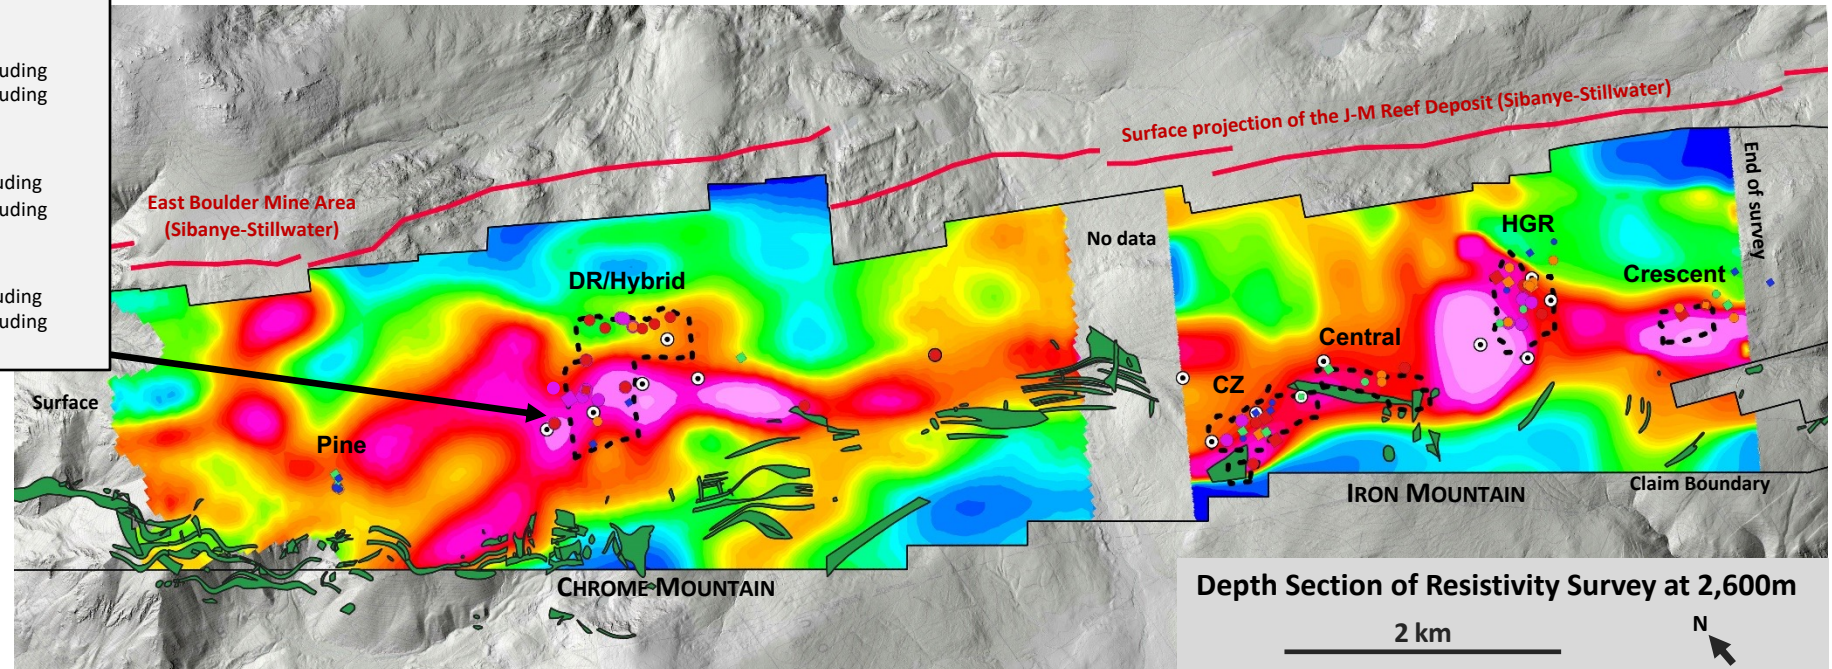 uding
uding
uding
uding
uding
uding
East Boulder Mine Area
(Sibanye-Stillwater)
Surface projection of the J-M Reef Deposit (Sibanye-Stillwater)
End of survey
No data
HGR
DR/Hybrid
Crescent
Central
CZ
Surface
Pine
Claim Boundary
IRON MOUNTAIN
CHROME MOUNTAIN
Depth Section of Resistivity Survey at 2,600m
2 km
N